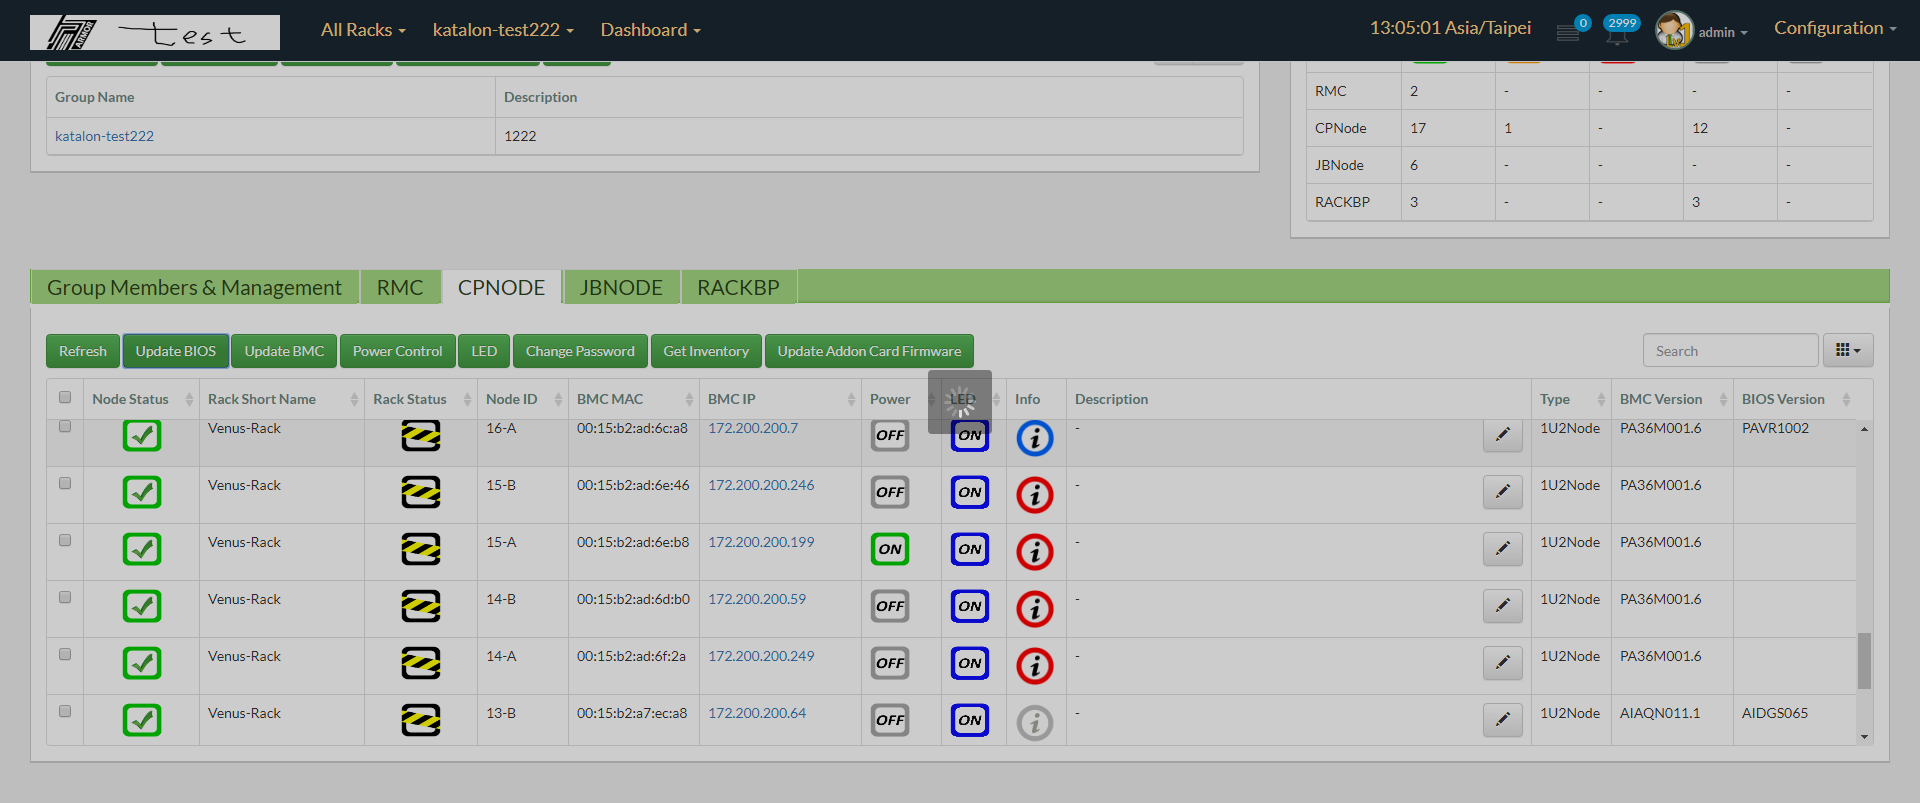 ARMOR test All Racks katalon-test222 Dashboard 13:05:01 Asia/Taipei 0 2999 admin Configuration
Group Name Description
katalon-test222 1222
RMC 2 - - - -
CPNode 17 1 - 12 -
JBNode 6 - - - -
RACKBP 3 - - 3 -
Group Members & Management RMC CPNODE JBNODE RACKBP
Refresh Update BIOS Update BMC Power Control LED Change Password Get Inventory Update Addon Card Firmware Search
Node Status Rack Short Name Rack Status Node ID BMC MAC BMC IP Power LED Info Description Type BMC Version BIOS Version
Venus-Rack 16-A 00:15:b2:ad:6c:a8 172.200.200.7 OFF ON i - 1U2Node PA36M001.6 PAVR1002
Venus-Rack 15-B 00:15:b2:ad:6e:46 172.200.200.246 OFF ON i - 1U2Node PA36M001.6
Venus-Rack 15-A 00:15:b2:ad:6e:b8 172.200.200.199 ON ON i - 1U2Node PA36M001.6
Venus-Rack 14-B 00:15:b2:ad:6d:b0 172.200.200.59 OFF ON i - 1U2Node PA36M001.6
Venus-Rack 14-A 00:15:b2:ad:6f:2a 172.200.200.249 OFF ON i - 1U2Node PA36M001.6
Venus-Rack 13-B 00:15:b2:a7:ec:a8 172.200.200.64 OFF ON i - 1U2Node AIAQN011.1 AIDGS065